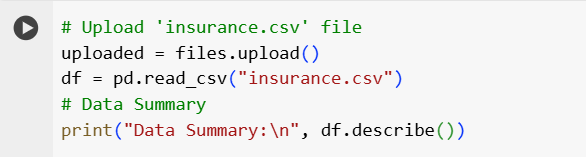 # Upload 'insurance.csv' file
uploaded = files.upload()
df = pd.read_csv("insurance.csv")
# Data Summary
print("Data Summary:\n", df.describe())